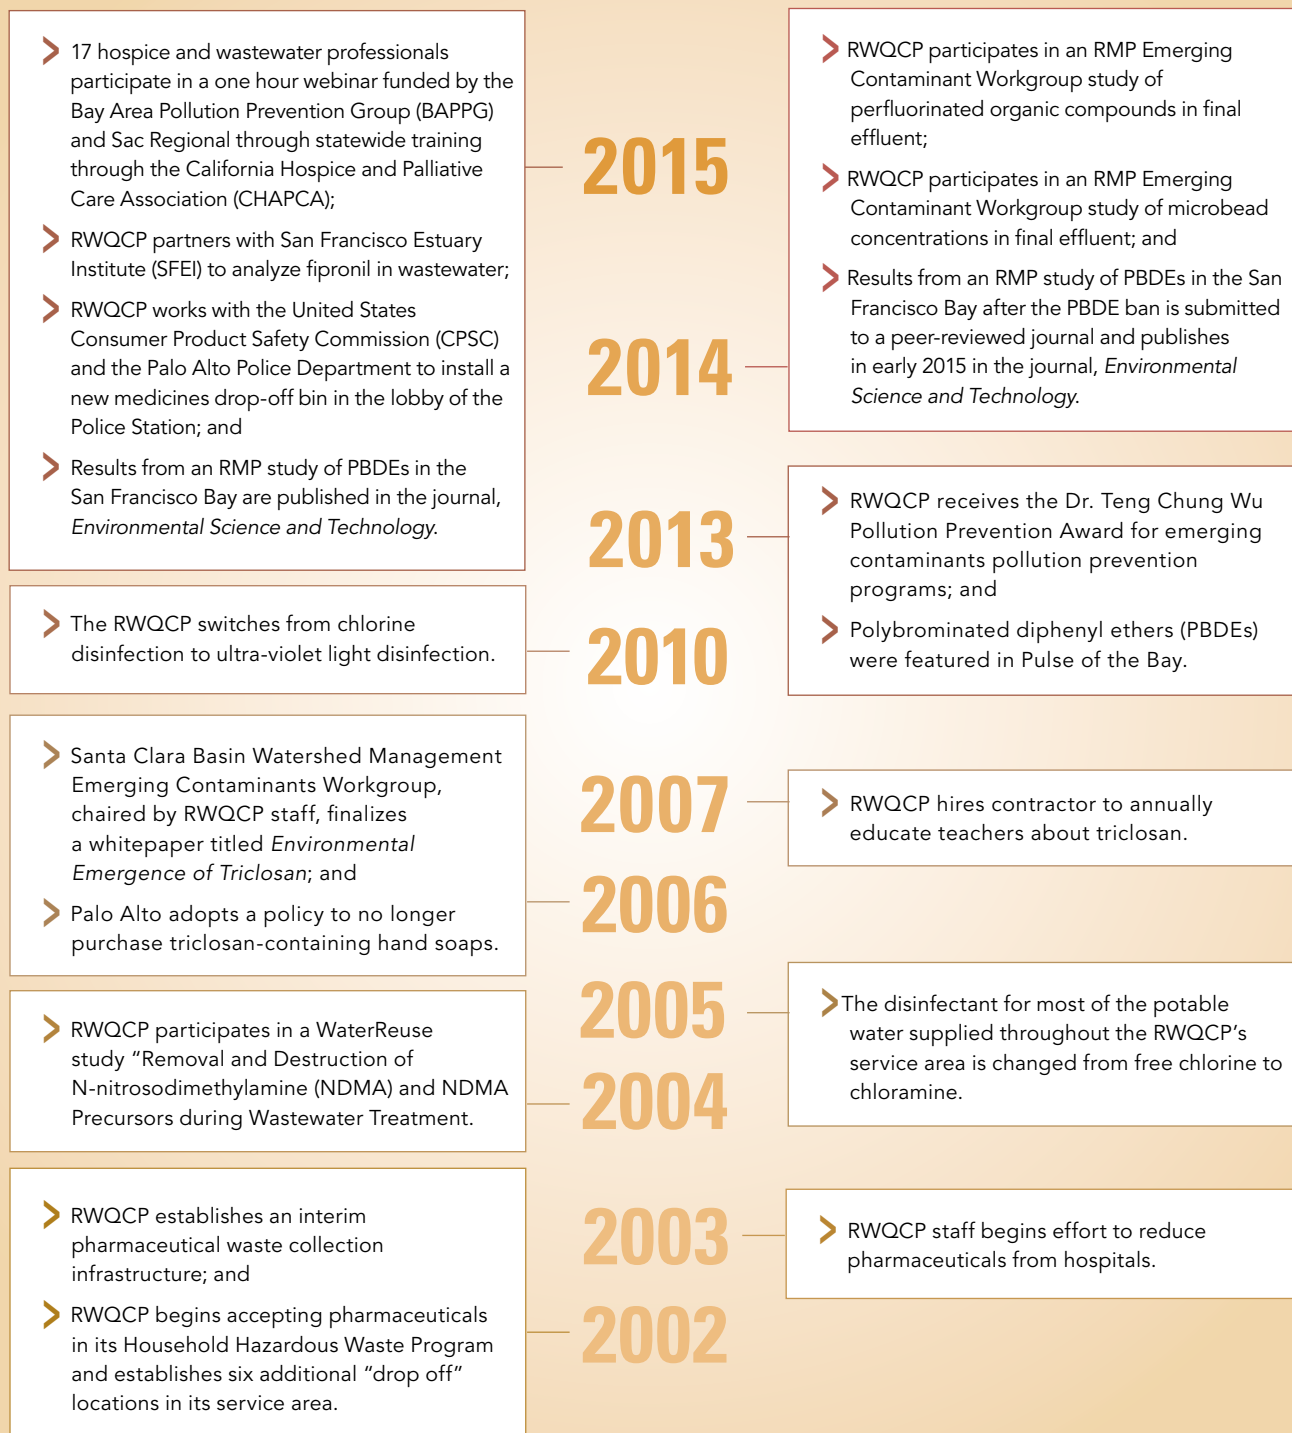 17 hospice and wastewater professionals
participate in a one hour webinar funded by the
Bay Area Pollution Prevention Group (BAPPG)
and Sac Regional through statewide training
through the California Hospice and Palliative
Care Association (CHAPCA);
RWQCP partners with San Francisco Estuary
Institute (SFEI) to analyze fipronil in wastewater;
RWQCP works with the United States
Consumer Product Safety Commission (CPSC)
and the Palo Alto Police Department to install a
new medicines drop-off bin in the lobby of the
Police Station; and
Results from an RMP study of PBDEs in the
San Francisco Bay are published in the journal,
Environmental Science and Technology.
2015
RWQCP participates in an RMP Emerging
Contaminant Workgroup study of
perfluorinated organic compounds in final
effluent;
RWQCP participates in an RMP Emerging
Contaminant Workgroup study of microbead
concentrations in final effluent; and
Results from an RMP study of PBDEs in the San
Francisco Bay after the PBDE ban is submitted
to a peer-reviewed journal and publishes
in early 2015 in the journal, Environmental
Science and Technology.
2014
2013
RWQCP receives the Dr. Teng Chung Wu
Pollution Prevention Award for emerging
contaminants pollution prevention
programs; and
Polybrominated diphenyl ethers (PBDEs)
were featured in Pulse of the Bay.
The RWQCP switches from chlorine
disinfection to ultra-violet light disinfection.
2010
2007
RWQCP hires contractor to annually
educate teachers about triclosan.
Santa Clara Basin Watershed Management
Emerging Contaminants Workgroup,
chaired by RWQCP staff, finalizes
a whitepaper titled Environmental
Emergence of Triclosan; and
Palo Alto adopts a policy to no longer
purchase triclosan-containing hand soaps.
2006
2005
The disinfectant for most of the potable
water supplied throughout the RWQCP's
service area is changed from free chlorine to
chloramine.
RWQCP participates in a WaterReuse
study “Removal and Destruction of
N-nitrosodimethylamine (NDMA) and NDMA
Precursors during Wastewater Treatment.
2004
2003
RWQCP staff begins effort to reduce
pharmaceuticals from hospitals.
RWQCP establishes an interim
pharmaceutical waste collection
infrastructure; and
RWQCP begins accepting pharmaceuticals
in its Household Hazardous Waste Program
and establishes six additional “drop off”
locations in its service area.
2002